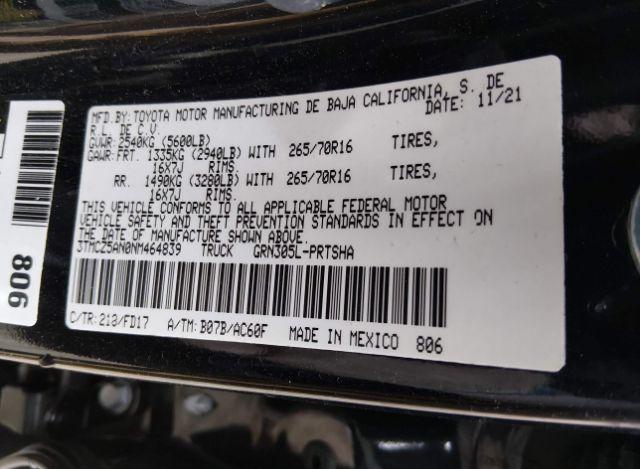 MFD.BY: TOYOTA MOTOR MANUFACTURING DE BAJA CALIFORNIA, S. DE
R.L. DE C.V. DATE: 11/21
GVWR: 2540KG (5600LB)
GAWR: FRT. 1335KG (2940LB) WITH 265/70R16 TIRES,
16X7J RIMS.
RR. 1490KG (3280LB) WITH 265/70R16 TIRES,
16X7J RIMS.
THIS VEHICLE CONFORMS TO ALL APPLICABLE FEDERAL MOTOR
VEHICLE SAFETY AND THEFT PREVENTION STANDARDS IN EFFECT ON
THE DATE OF MANUFACTURE SHOWN ABOVE.
3TMCZ5AN0NM464839 TRUCK GRN305L-PRTSHA
C/TR: 218/FD17 A/TM: B07B/AC60F MADE IN MEXICO 806
806